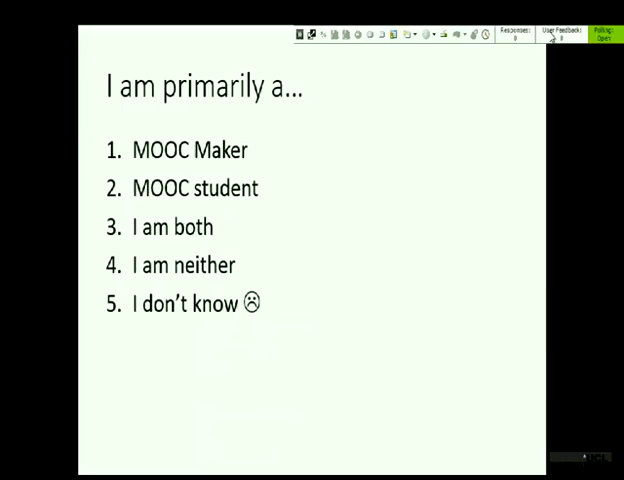 Responses:
0
User Feedback:
0
Polling:
Open
I am primarily a...
1. MOOC Maker
2. MOOC student
3. I am both
4. I am neither
5. I don't know ☹